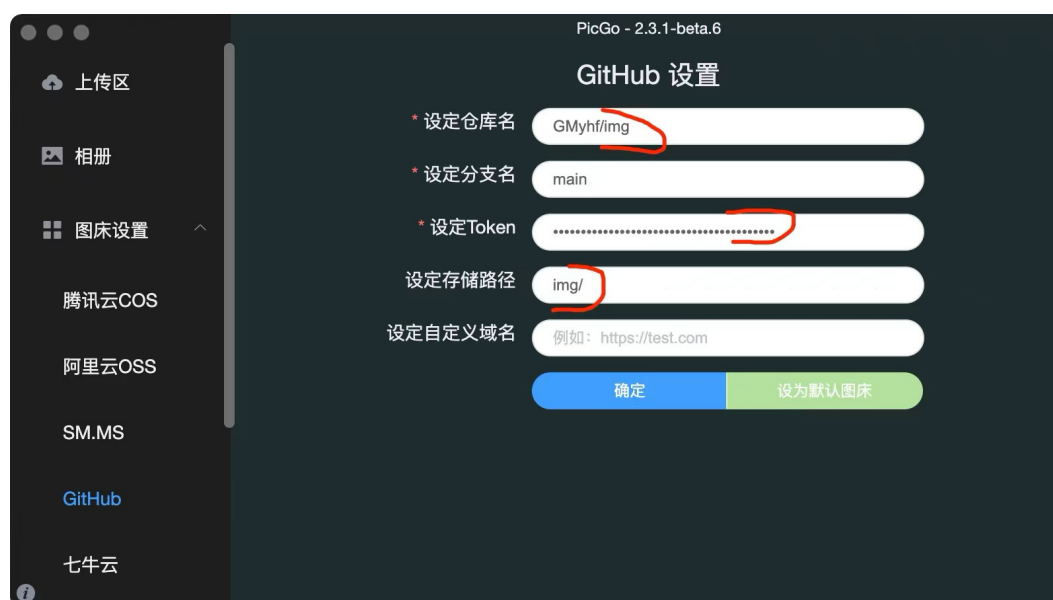 PicGo - 2.3.1-beta.6
上传区
相册
图床设置
腾讯云COS
阿里云OSS
SM.MS
GitHub
七牛云
GitHub 设置
* 设定仓库名
GMyhf/img
* 设定分支名
main
* 设定Token
••••••••••••••••••••••••••••••••••••••••
设定存储路径
img/
设定自定义域名
例如：https://test.com
确定
设为默认图床